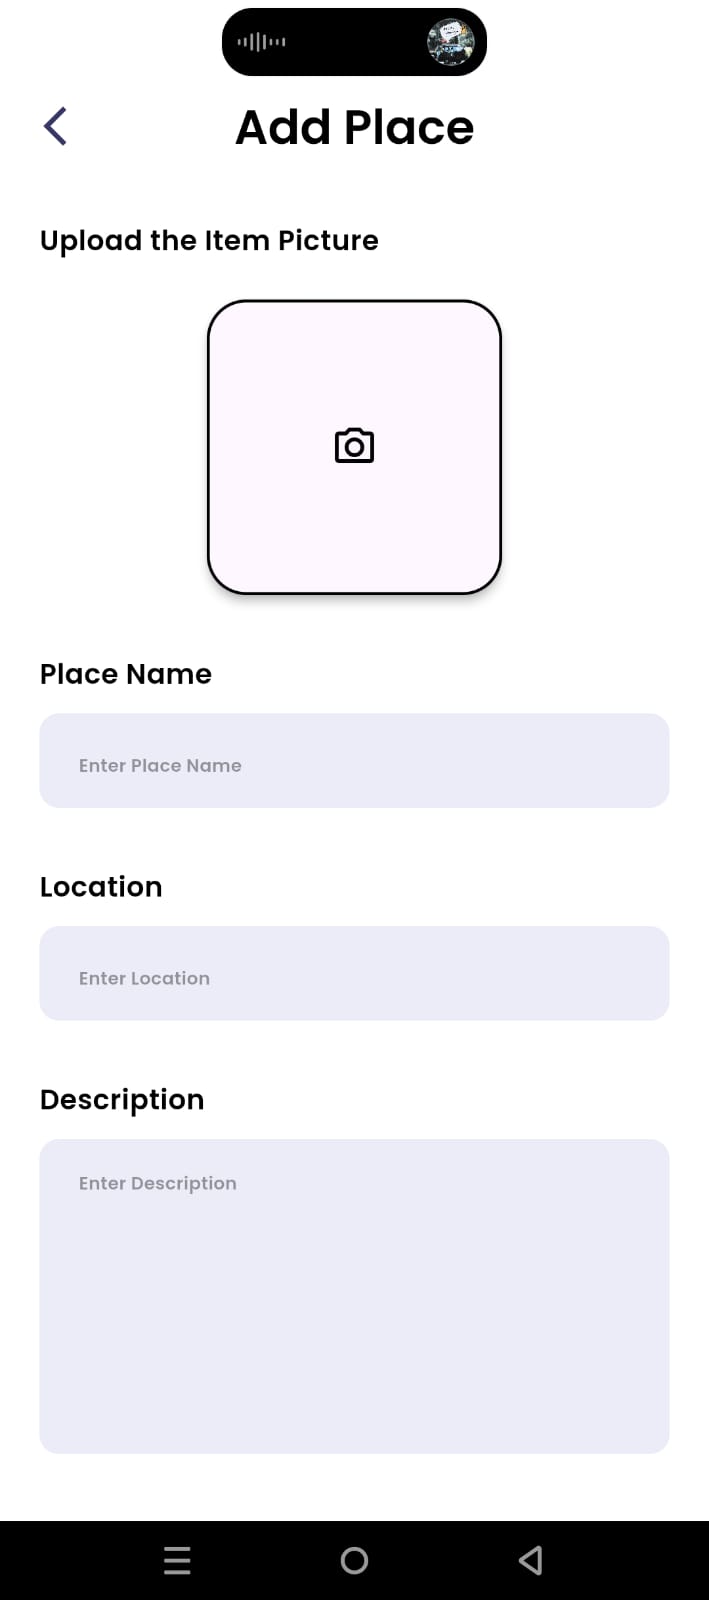 Add Place
Upload the Item Picture
Place Name
Enter Place Name
Location
Enter Location
Description
Enter Description